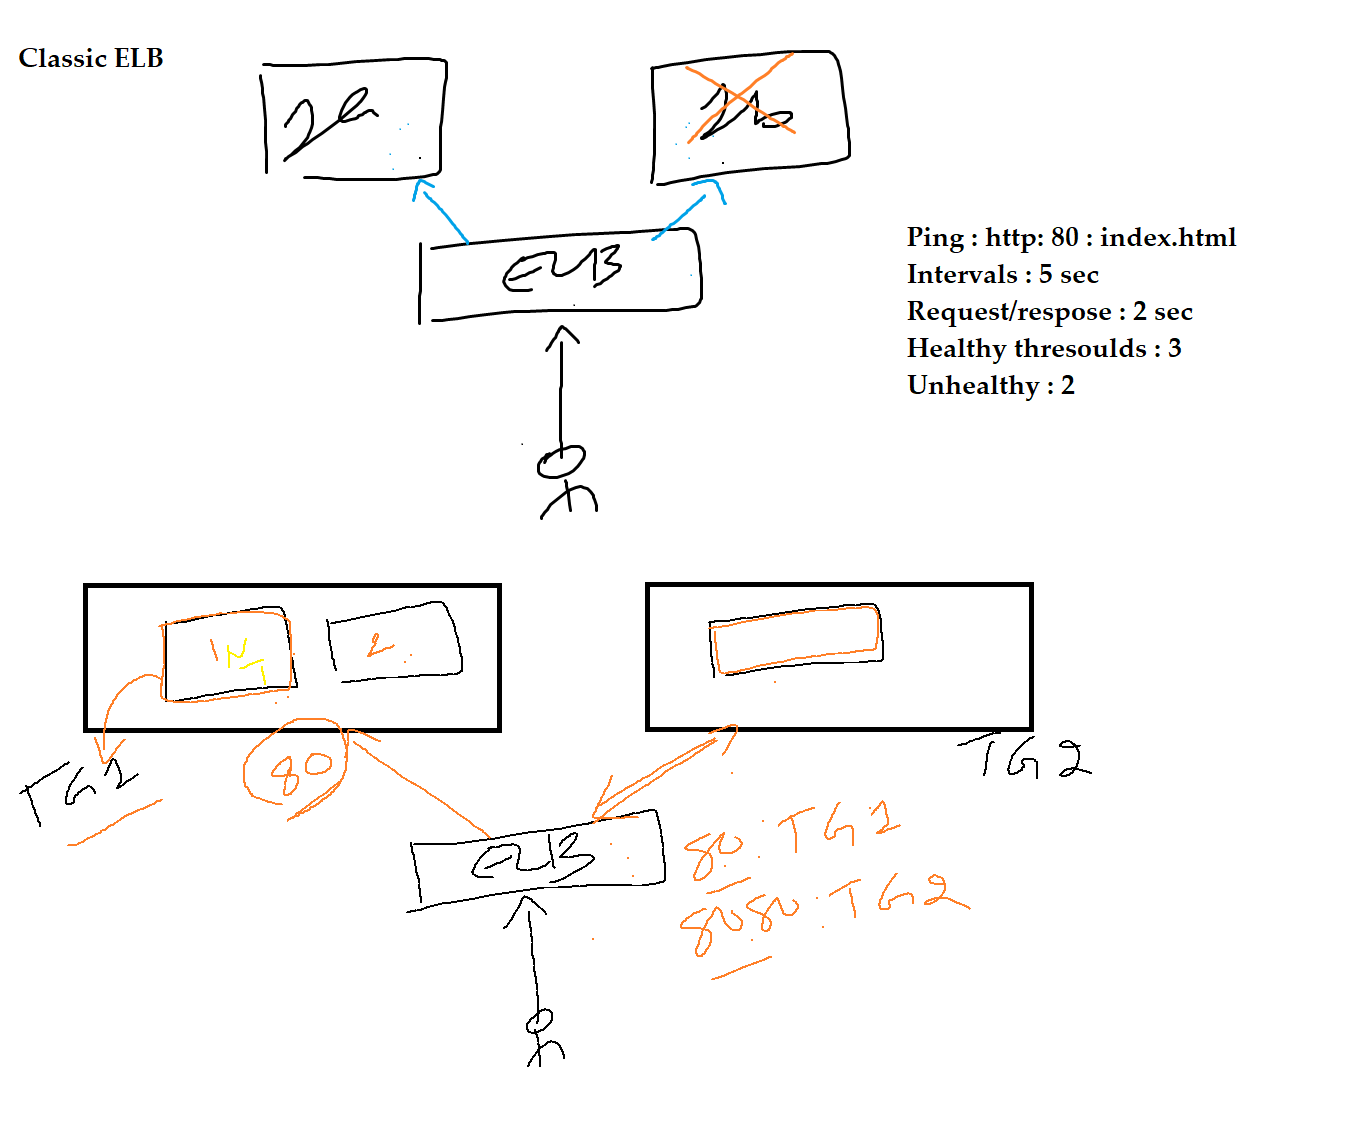 Classic ELB
2a
2b
ELB
Ping : http: 80 : index.html
Intervals : 5 sec
Request/respose : 2 sec
Healthy thresoulds : 3
Unhealthy : 2
1
2
TG1
80
TG2
ELB
80 : TG1
8080 : TG2